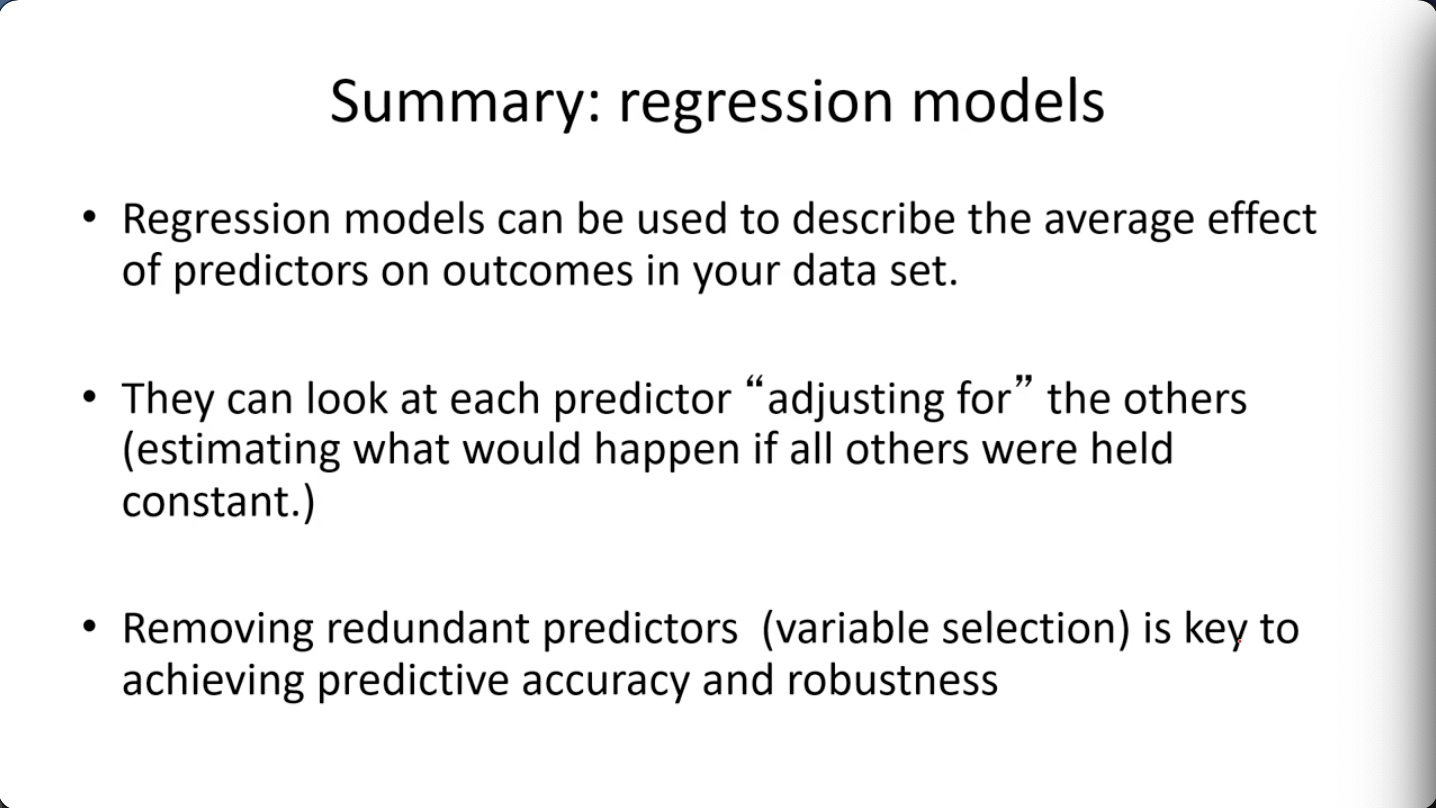 Summary: regression models
• Regression models can be used to describe the average effect
of predictors on outcomes in your data set.
• They can look at each predictor “adjusting for” the others
(estimating what would happen if all others were held
constant.)
• Removing redundant predictors  (variable selection) is key to
achieving predictive accuracy and robustness